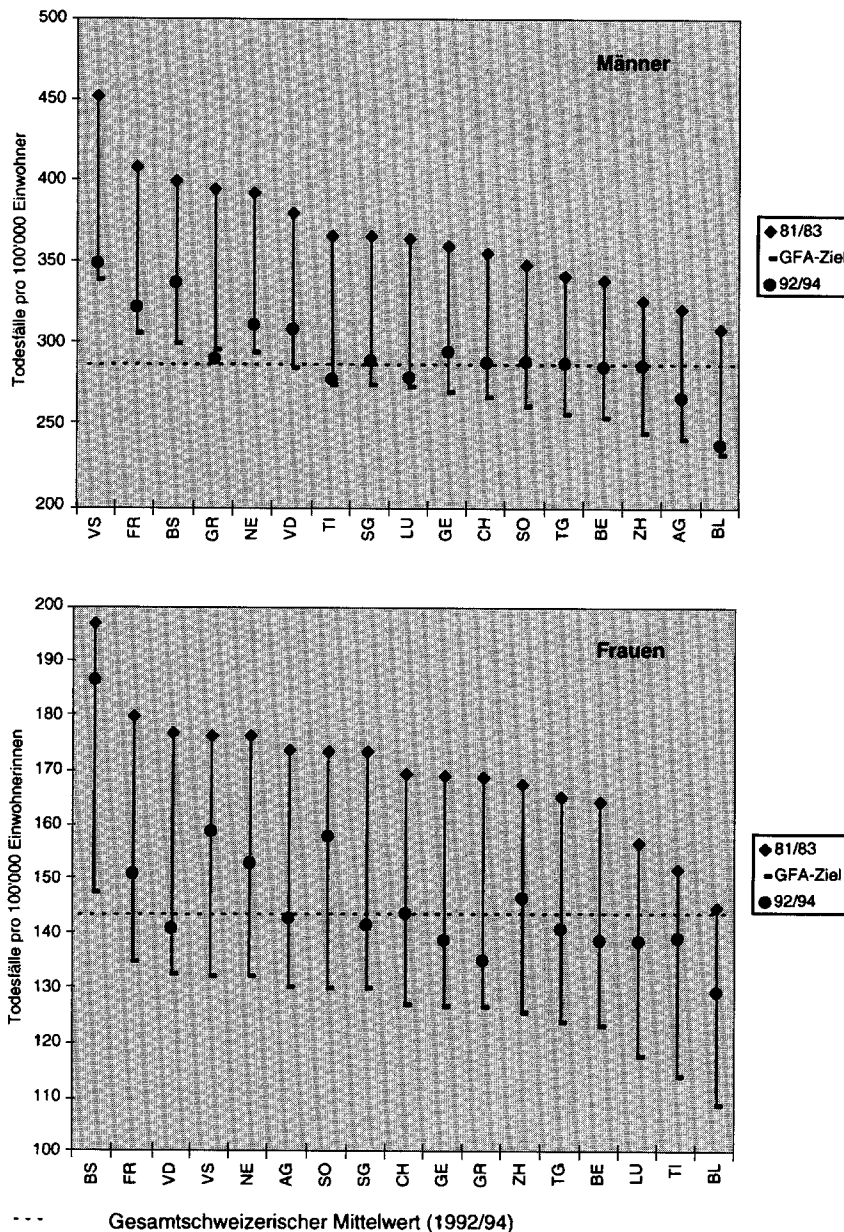 500
450
400
350
300
250
200
Todesfälle pro 100'000 Einwohner
Männer
VS
FR
BS
GR
NE
VD
TI
SG
LU
GE
CH
SO
TG
BE
ZH
AG
BL
81/83
GFA-Ziel
92/94
200
190
180
170
160
150
140
130
120
110
100
Todesfälle pro 100'000 Einwohnerinnen
Frauen
BS
FR
VD
VS
NE
AG
SO
SG
CH
GE
GR
ZH
TG
BE
LU
TI
BL
81/83
GFA-Ziel
92/94
- - - Gesamtschweizerischer Mittelwert (1992/94)